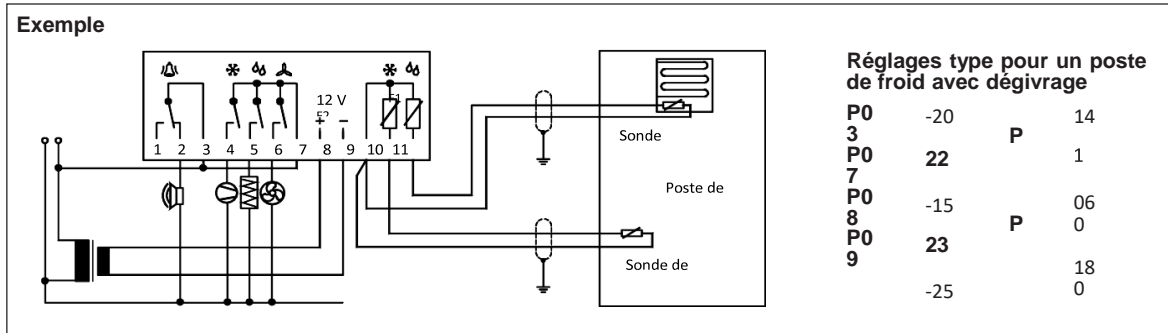 Exemple
12 V
F1
F2
+ −
1 2 3 4 5 6 7 8 9 10 11
Sonde
Poste de
Sonde de
Réglages type pour un poste
de froid avec dégivrage
P0
3
-20
P
14
P0
7
22
1
P0
8
-15
P
06
0
P0
9
23
18
-25
0